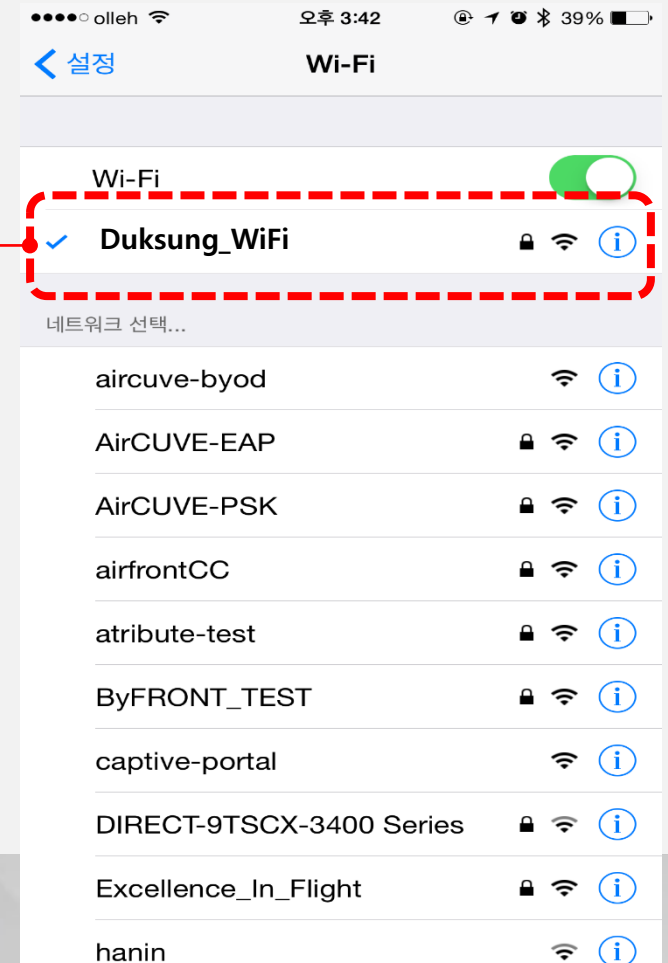 olleh 오후 3:42 39%
설정 Wi-Fi
Wi-Fi
Duksung_WiFi
네트워크 선택...
aircuve-byod
AirCUVE-EAP
AirCUVE-PSK
airfrontCC
atribute-test
ByFRONT_TEST
captive-portal
DIRECT-9TSCX-3400 Series
Excellence_In_Flight
hanin